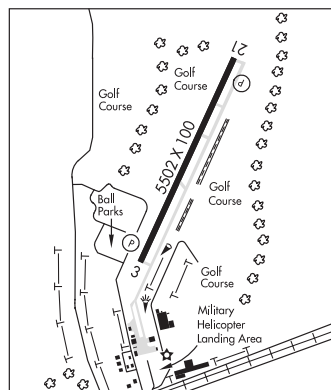 21
Golf
Course
P
Golf
Course
5502 X 100
Golf
Course
Ball
Parks
P
3
Golf
Course
Military
Helicopter
Landing Area